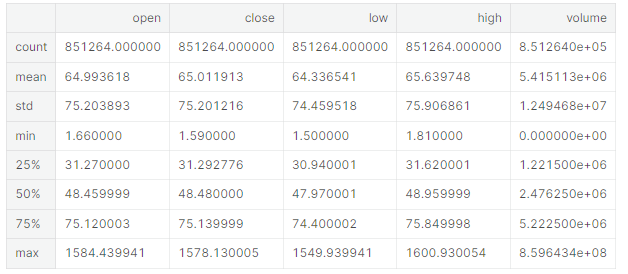 open close low high volume
count 851264.000000 851264.000000 851264.000000 851264.000000 8.512640e+05
mean 64.993618 65.011913 64.336541 65.639748 5.415113e+06
std 75.203893 75.201216 74.459518 75.906861 1.249468e+07
min 1.660000 1.590000 1.500000 1.810000 0.000000e+00
25% 31.270000 31.292776 30.940001 31.620001 1.221500e+06
50% 48.459999 48.480000 47.970001 48.959999 2.476250e+06
75% 75.120003 75.139999 74.400002 75.849998 5.222500e+06
max 1584.439941 1578.130005 1549.939941 1600.930054 8.596434e+08